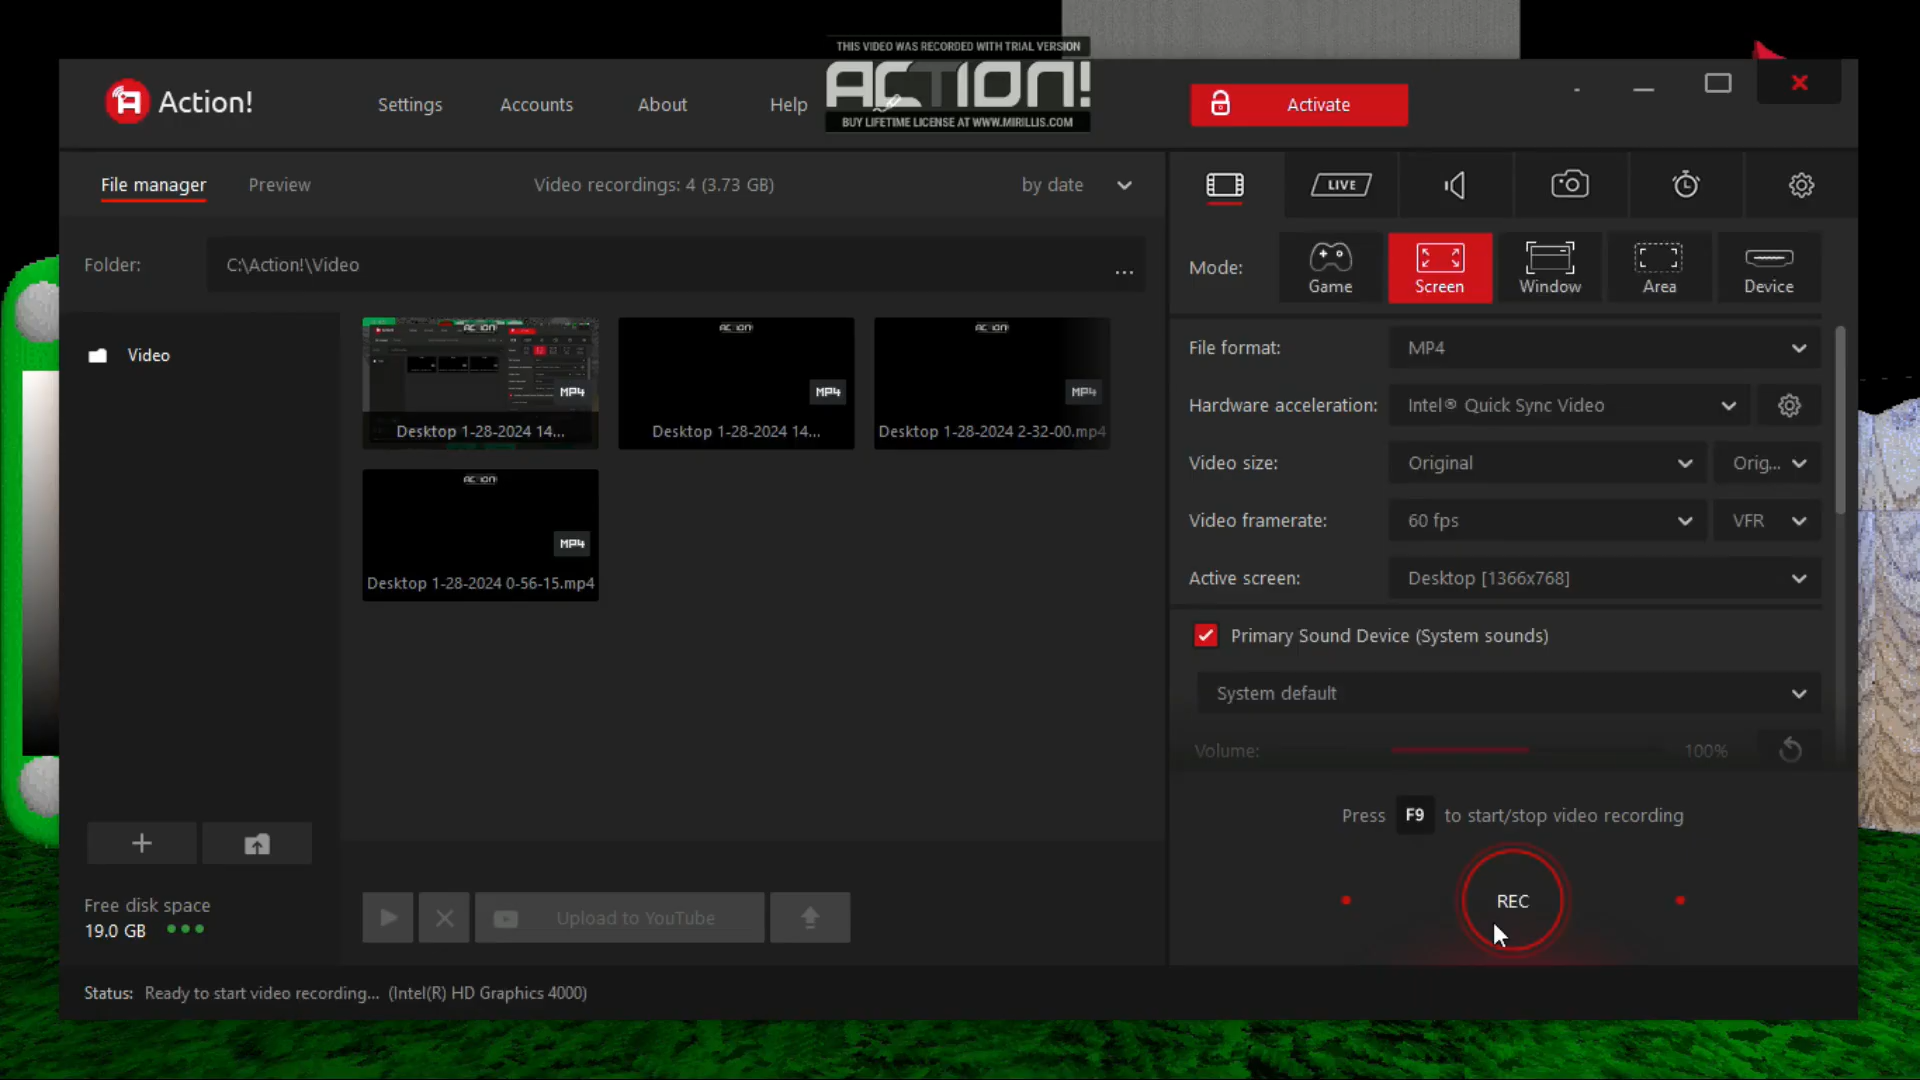 THIS VIDEO WAS RECORDED WITH TRIAL VERSION
ACTION!
BUY LIFETIME LICENSE AT WWW.MIRILLIS.COM
Action!
Settings
Accounts
About
Help
Activate
File manager
Preview
Video recordings: 4 (3.73 GB)
by date
LIVE
Folder:
C:\Action!\Video
...
Mode:
Game
Screen
Window
Area
Device
Video
MP4
Desktop 1-28-2024 14...
MP4
Desktop 1-28-2024 14...
MP4
Desktop 1-28-2024 2-32-00.mp4
MP4
Desktop 1-28-2024 0-56-15.mp4
File format:
MP4
Hardware acceleration:
Intel® Quick Sync Video
Video size:
Original
Orig...
Video framerate:
60 fps
VFR
Active screen:
Desktop [1366x768]
Primary Sound Device (System sounds)
System default
Volume:
100%
Press F9 to start/stop video recording
REC
Free disk space
19.0 GB
Upload to YouTube
Status: Ready to start video recording... (Intel(R) HD Graphics 4000)